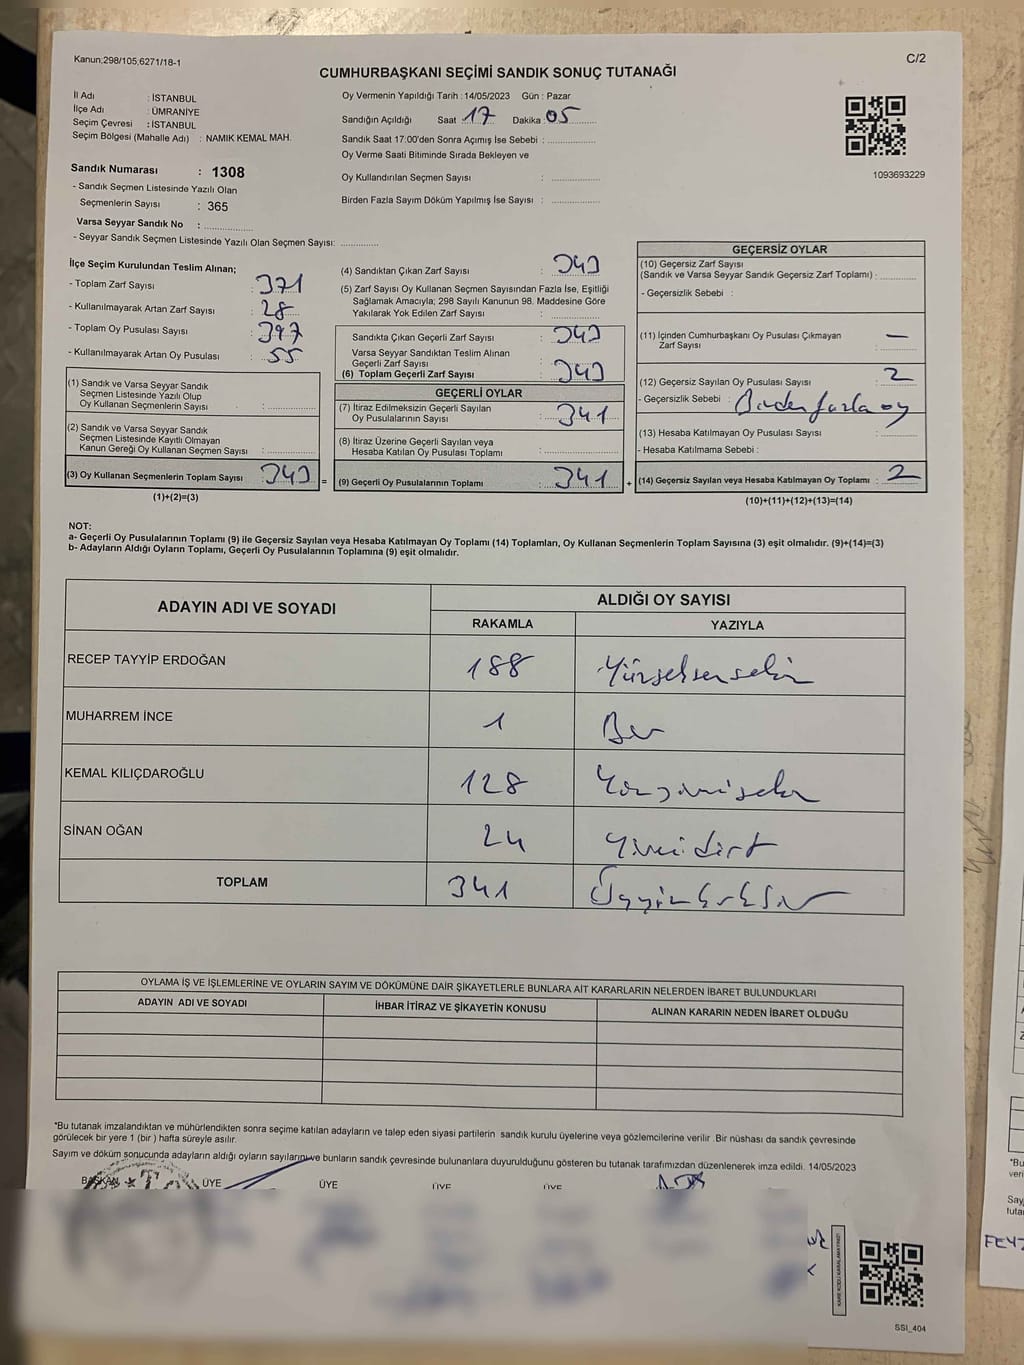 Kanun,298/105,6271/18-1
C/2
CUMHURBAŞKANI SEÇİMİ SANDIK SONUÇ TUTANAĞI
İl Adı : İSTANBUL
İlçe Adı : ÜMRANİYE
Seçim Çevresi : İSTANBUL
Seçim Bölgesi (Mahalle Adı) : NAMIK KEMAL MAH.
Sandık Numarası : 1308
- Sandık Seçmen Listesinde Yazılı Olan
Seçmenlerin Sayısı : 365
Varsa Seyyar Sandık No :
- Seyyar Sandık Seçmen Listesinde Yazılı Olan Seçmen Sayısı:
Oy Vermenin Yapıldığı Tarih : 14/05/2023 Gün : Pazar
Sandığın Açıldığı Saat 17 Dakika : 05
Sandık Saat 17:00'den Sonra Açımış İse Sebebi :
Oy Verme Saati Bitiminde Sırada Bekleyen ve
Oy Kullandırılan Seçmen Sayısı :
Birden Fazla Sayım Döküm Yapılmış İse Sayısı :
1093693229
İlçe Seçim Kurulundan Teslim Alınan;
- Toplam Zarf Sayısı : 371
- Kullanılmayarak Artan Zarf Sayısı : 28
- Toplam Oy Pusulası Sayısı : 397
- Kullanılmayarak Artan Oy Pusulası : 55
(1) Sandık ve Varsa Seyyar Sandık
Seçmen Listesinde Yazılı Olup
Oy Kullanan Seçmenlerin Sayısı :
(2) Sandık ve Varsa Seyyar Sandık
Seçmen Listesinde Kayıtlı Olmayan
Kanun Gereği Oy Kullanan Seçmen Sayısı :
(3) Oy Kullanan Seçmenlerin Toplam Sayısı : 343 =
(1)+(2)=(3)
(4) Sandıktan Çıkan Zarf Sayısı : 343
(5) Zarf Sayısı Oy Kullanan Seçmen Sayısından Fazla İse, Eşitliği
Sağlamak Amacıyla; 298 Sayılı Kanunun 98. Maddesine Göre
Yakılarak Yok Edilen Zarf Sayısı :
Sandıkta Çıkan Geçerli Zarf Sayısı : 343
Varsa Seyyar Sandıktan Teslim Alınan
Geçerli Zarf Sayısı :
(6) Toplam Geçerli Zarf Sayısı : 343
GEÇERLİ OYLAR
(7) İtiraz Edilmeksizin Geçerli Sayılan
Oy Pusulalarının Sayısı : 341
(8) İtiraz Üzerine Geçerli Sayılan veya
Hesaba Katılan Oy Pusulası Toplamı :
(9) Geçerli Oy Pusulalarının Toplamı : 341 +
GEÇERSİZ OYLAR
(10) Geçersiz Zarf Sayısı
(Sandık ve Varsa Seyyar Sandık Geçersiz Zarf Toplamı) :
- Geçersizlik Sebebi :
(11) İçinden Cumhurbaşkanı Oy Pusulası Çıkmayan
Zarf Sayısı : —
(12) Geçersiz Sayılan Oy Pusulası Sayısı : 2
- Geçersizlik Sebebi : Birden fazla oy
(13) Hesaba Katılmayan Oy Pusulası Sayısı :
- Hesaba Katılmama Sebebi :
(14) Geçersiz Sayılan veya Hesaba Katılmayan Oy Toplamı : 2
(10)+(11)+(12)+(13)=(14)
NOT:
a- Geçerli Oy Pusulalarının Toplamı (9) ile Geçersiz Sayılan veya Hesaba Katılmayan Oy Toplamı (14) Toplamları, Oy Kullanan Seçmenlerin Toplam Sayısına (3) eşit olmalıdır. (9)+(14)=(3)
b- Adayların Aldığı Oyların Toplamı, Geçerli Oy Pusulalarının Toplamına (9) eşit olmalıdır.
ADAYIN ADI VE SOYADI
ALDIĞI OY SAYISI
RAKAMLA YAZIYLA
RECEP TAYYİP ERDOĞAN 188 Yüzseksensekiz
MUHARREM İNCE 1 Bir
KEMAL KILIÇDAROĞLU 128 Yüzyirmisekiz
SİNAN OĞAN 24 Yirmidört
TOPLAM 341 Üçyüzkırkbir
OYLAMA İŞ VE İŞLEMLERİNE VE OYLARIN SAYIM VE DÖKÜMÜNE DAİR ŞİKAYETLERLE BUNLARA AİT KARARLARIN NELERDEN İBARET BULUNDUKLARI
ADAYIN ADI VE SOYADI İHBAR İTİRAZ VE ŞİKAYETİN KONUSU ALINAN KARARIN NEDEN İBARET OLDUĞU
*Bu tutanak imzalandıktan ve mühürlendikten sonra seçime katılan adayların ve talep eden siyasi partilerin sandık kurulu üyelerine veya gözlemcilerine verilir .Bir nüshası da sandık çevresinde
görülecek bir yere 1 (bir ) hafta süreyle asılır.
Sayım ve döküm sonucunda adayların aldığı oyların sayılarını ve bunların sandık çevresinde bulunanlara duyurulduğunu gösteren bu tutanak tarafımızdan düzenlenerek imza edildi. 14/05/2023
BAŞKAN ÜYE ÜYE ÜYE ÜYE
SSI_404